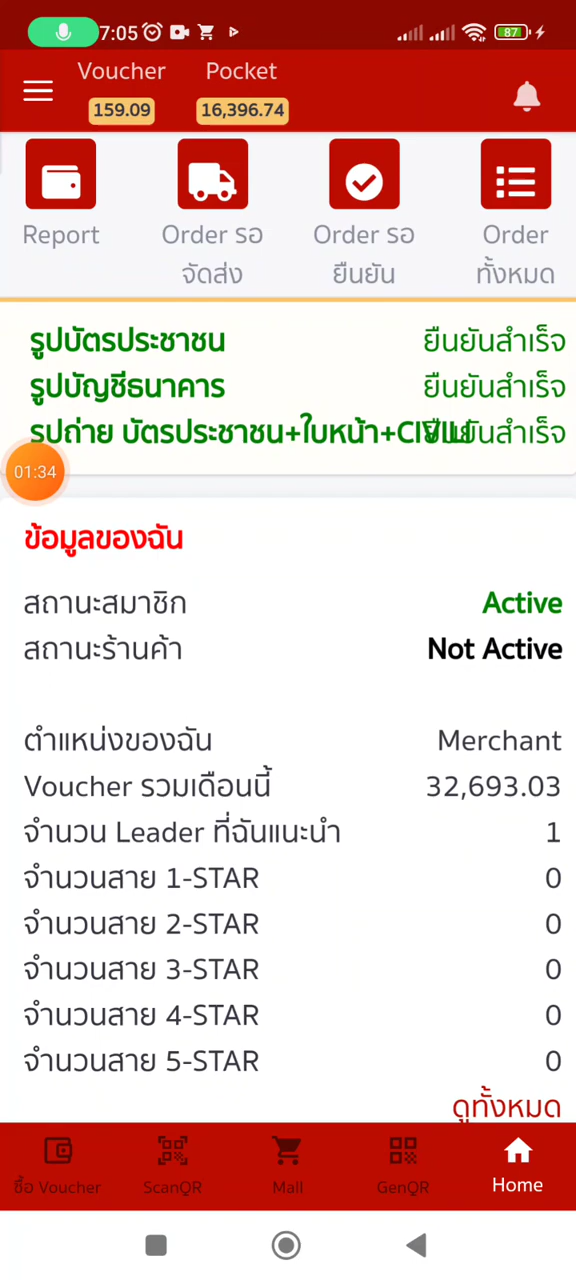 7:05 87
Voucher Pocket
159.09 16,396.74
Report Order รอ Order รอ Order
จัดส่ง ยืนยัน ทั้งหมด
รูปบัตรประชาชน ยืนยันสำเร็จ
รูปบัญชีธนาคาร ยืนยันสำเร็จ
รูปถ่าย บัตรประชาชน+ใบหน้า+CIVILI ยืนยันสำเร็จ
01:34
ข้อมูลของฉัน
สถานะสมาชิก Active
สถานะร้านค้า Not Active
ตำแหน่งของฉัน Merchant
Voucher รวมเดือนนี้ 32,693.03
จำนวน Leader ที่ฉันแนะนำ 1
จำนวนสาย 1-STAR 0
จำนวนสาย 2-STAR 0
จำนวนสาย 3-STAR 0
จำนวนสาย 4-STAR 0
จำนวนสาย 5-STAR 0
ดูทั้งหมด
ซื้อ Voucher ScanQR Mall GenQR Home